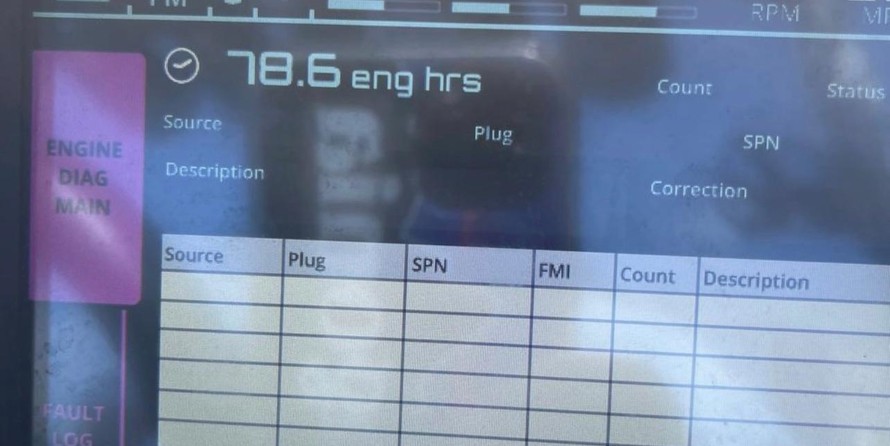 RPM
78.6 eng hrs
Count
Status
Source
Plug
SPN
Description
Correction
ENGINE
DIAG
MAIN
Source Plug SPN FMI Count Description
FAULT
LOG